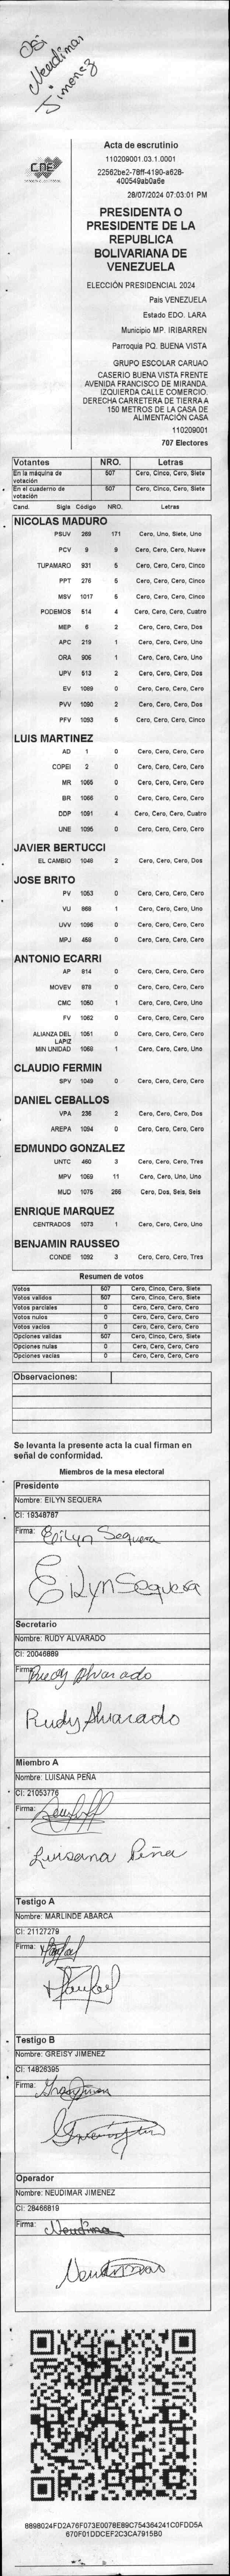 Neudimar
Jimenez
CNE
Acta de escrutinio
110209001.03.1.0001
22562be2-78ff-4190-a628-
400549ab0a6e
28/07/2024 07:03:01 PM
PRESIDENTA O
PRESIDENTE DE LA
REPUBLICA
BOLIVARIANA DE
VENEZUELA
ELECCIÓN PRESIDENCIAL 2024
País VENEZUELA
Estado EDO. LARA
Municipio MP. IRIBARREN
Parroquia PQ. BUENA VISTA
GRUPO ESCOLAR CARUAO
CASERIO BUENA VISTA FRENTE
AVENIDA FRANCISCO DE MIRANDA.
IZQUIERDA CALLE COMERCIO.
DERECHA CARRETERA DE TIERRA A
150 METROS DE LA CASA DE
ALIMENTACIÓN CASA
110209001
707 Electores
Votantes NRO. Letras
En la máquina de votación 507 Cero, Cinco, Cero, Siete
En el cuaderno de votación 507 Cero, Cinco, Cero, Siete
Cand. Sigla Código NRO. Letras
NICOLAS MADURO
PSUV 269 171 Cero, Uno, Siete, Uno
PCV 9 9 Cero, Cero, Cero, Nueve
TUPAMARO 931 5 Cero, Cero, Cero, Cinco
PPT 276 5 Cero, Cero, Cero, Cinco
MSV 1017 5 Cero, Cero, Cero, Cinco
PODEMOS 514 4 Cero, Cero, Cero, Cuatro
MEP 6 2 Cero, Cero, Cero, Dos
APC 219 1 Cero, Cero, Cero, Uno
ORA 906 1 Cero, Cero, Cero, Uno
UPV 513 2 Cero, Cero, Cero, Dos
EV 1089 0 Cero, Cero, Cero, Cero
PVV 1090 2 Cero, Cero, Cero, Dos
PFV 1093 5 Cero, Cero, Cero, Cinco
LUIS MARTINEZ
AD 1 0 Cero, Cero, Cero, Cero
COPEI 2 0 Cero, Cero, Cero, Cero
MR 1065 0 Cero, Cero, Cero, Cero
BR 1066 0 Cero, Cero, Cero, Cero
DDP 1091 4 Cero, Cero, Cero, Cuatro
UNE 1095 0 Cero, Cero, Cero, Cero
JAVIER BERTUCCI
EL CAMBIO 1048 2 Cero, Cero, Cero, Dos
JOSE BRITO
PV 1053 0 Cero, Cero, Cero, Cero
VU 868 1 Cero, Cero, Cero, Uno
UVV 1096 0 Cero, Cero, Cero, Cero
MPJ 458 0 Cero, Cero, Cero, Cero
ANTONIO ECARRI
AP 914 0 Cero, Cero, Cero, Cero
MOVEV 878 0 Cero, Cero, Cero, Cero
CMC 1050 1 Cero, Cero, Cero, Uno
FV 1062 0 Cero, Cero, Cero, Cero
ALIANZA DEL LAPIZ 1051 0 Cero, Cero, Cero, Cero
MIN UNIDAD 1068 1 Cero, Cero, Cero, Uno
CLAUDIO FERMIN
SPV 1049 0 Cero, Cero, Cero, Cero
DANIEL CEBALLOS
VPA 236 2 Cero, Cero, Cero, Dos
AREPA 1094 0 Cero, Cero, Cero, Cero
EDMUNDO GONZALEZ
UNTC 460 3 Cero, Cero, Cero, Tres
MPV 1069 11 Cero, Cero, Uno, Uno
MUD 1075 266 Cero, Dos, Seis, Seis
ENRIQUE MARQUEZ
CENTRADOS 1073 1 Cero, Cero, Cero, Uno
BENJAMIN RAUSSEO
CONDE 1092 3 Cero, Cero, Cero, Tres
Resumen de votos
Votos 507 Cero, Cinco, Cero, Siete
Votos validos 507 Cero, Cinco, Cero, Siete
Votos parciales 0 Cero, Cero, Cero, Cero
Votos nulos 0 Cero, Cero, Cero, Cero
Votos vacios 0 Cero, Cero, Cero, Cero
Opciones validas 507 Cero, Cinco, Cero, Siete
Opciones nulas 0 Cero, Cero, Cero, Cero
Opciones vacias 0 Cero, Cero, Cero, Cero
Observaciones:
Se levanta la presente acta la cual firman en
señal de conformidad.
Miembros de la mesa electoral
Presidente
Nombre: EILYN SEQUERA
CI: 19348787
Firma: Eilyn Sequera
Eilyn Sequera
Secretario
Nombre: RUDY ALVARADO
CI: 20046889
Firma: Rudy Alvarado
Rudy Alvarado
Miembro A
Nombre: LUISANA PEÑA
CI: 21053776
Firma:
Luisana Peña
Testigo A
Nombre: MARLINDE ABARCA
CI: 21127279
Firma:
Testigo B
Nombre: GREISY JIMENEZ
CI: 14826395
Firma:
Operador
Nombre: NEUDIMAR JIMENEZ
CI: 28466819
Firma: Neudimar
Neudimar
8898024FD2A76F073E0078E89C754364241C0FDD5A
670F01DDCEF2C3CA7915B0